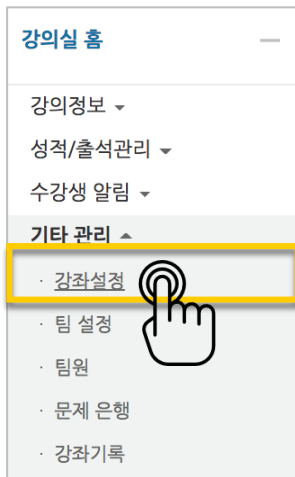 강의실 홈
강의정보
성적/출석관리
수강생 알림
기타 관리
· 강좌설정
· 팀 설정
· 팀원
· 문제 은행
· 강좌기록